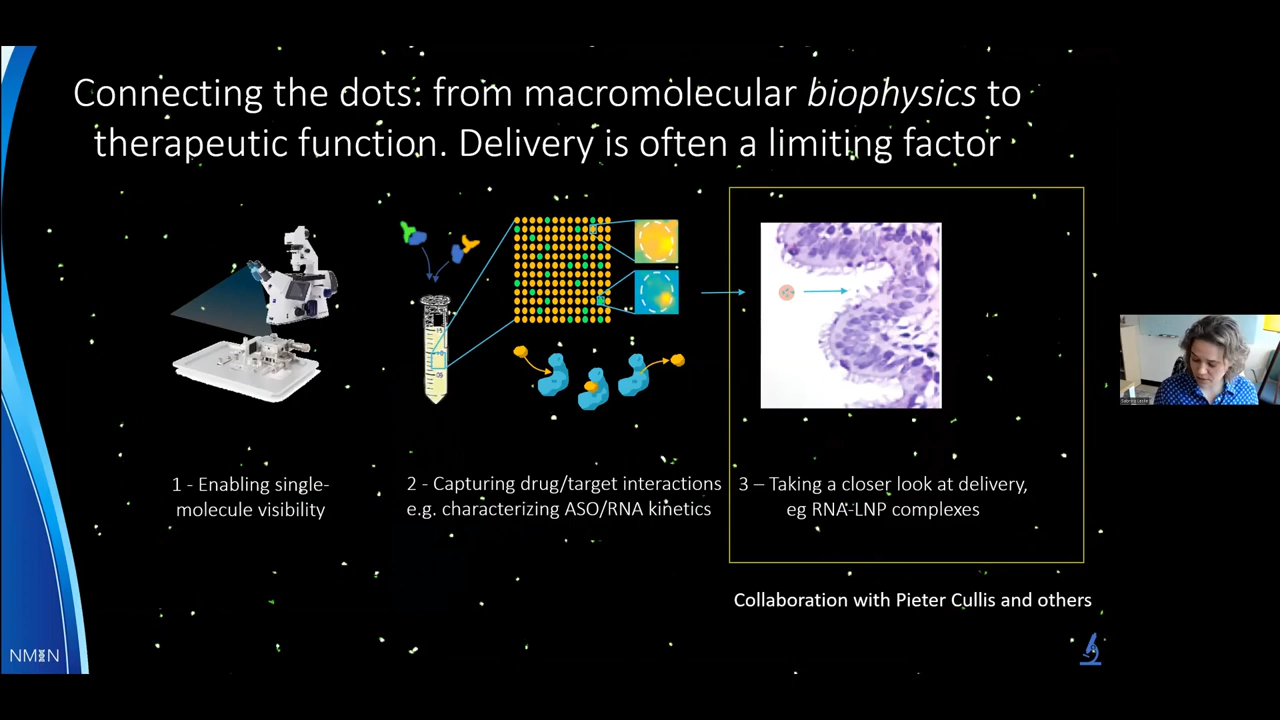 Connecting the dots: from macromolecular biophysics to
therapeutic function. Delivery is often a limiting factor
1 - Enabling single-
molecule visibility
2 - Capturing drug/target interactions
e.g. characterizing ASO/RNA kinetics
3 – Taking a closer look at delivery,
eg RNA-LNP complexes
Collaboration with Pieter Cullis and others
NMIN